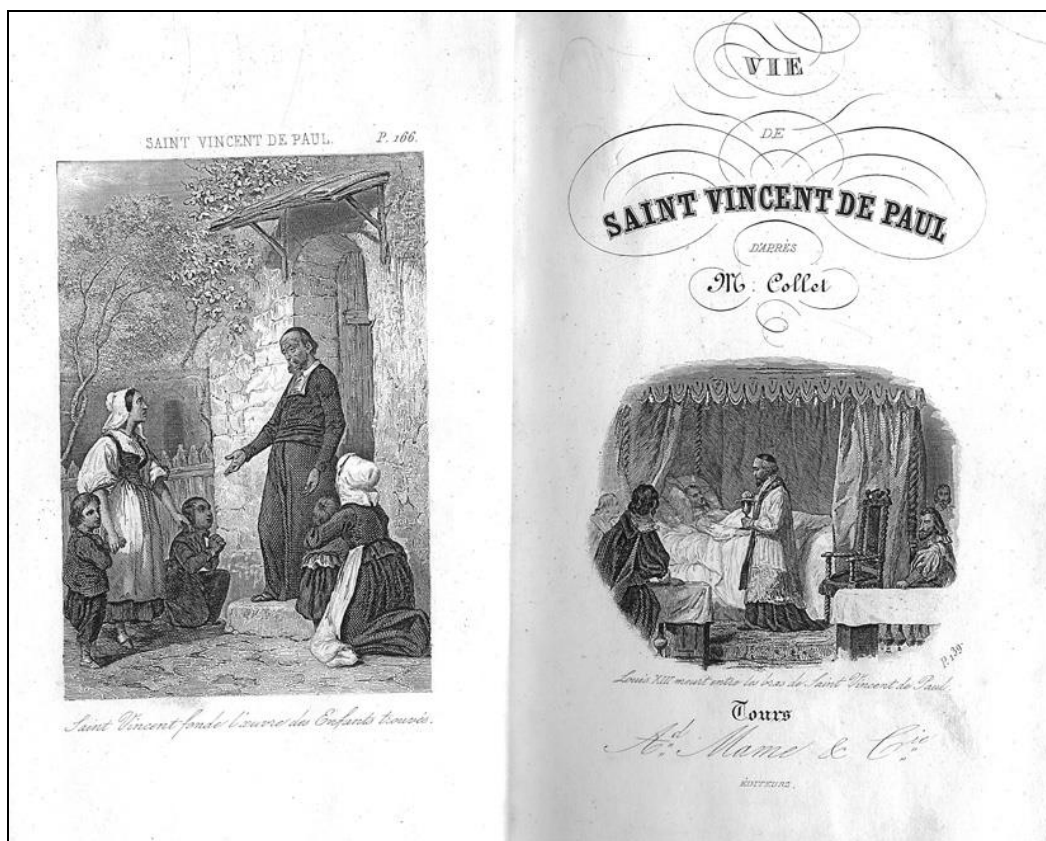 SAINT VINCENT DE PAUL. P. 166.
Saint Vincent fonde l'œuvre des Enfants trouvés.
VIE
DE
SAINT VINCENT DE PAUL
D'APRÈS
M. Collet
P. 139.
Louis XIII meurt entre les bras de Saint Vincent de Paul.
Tours
Ad. Mame & Cie
ÉDITEURS.